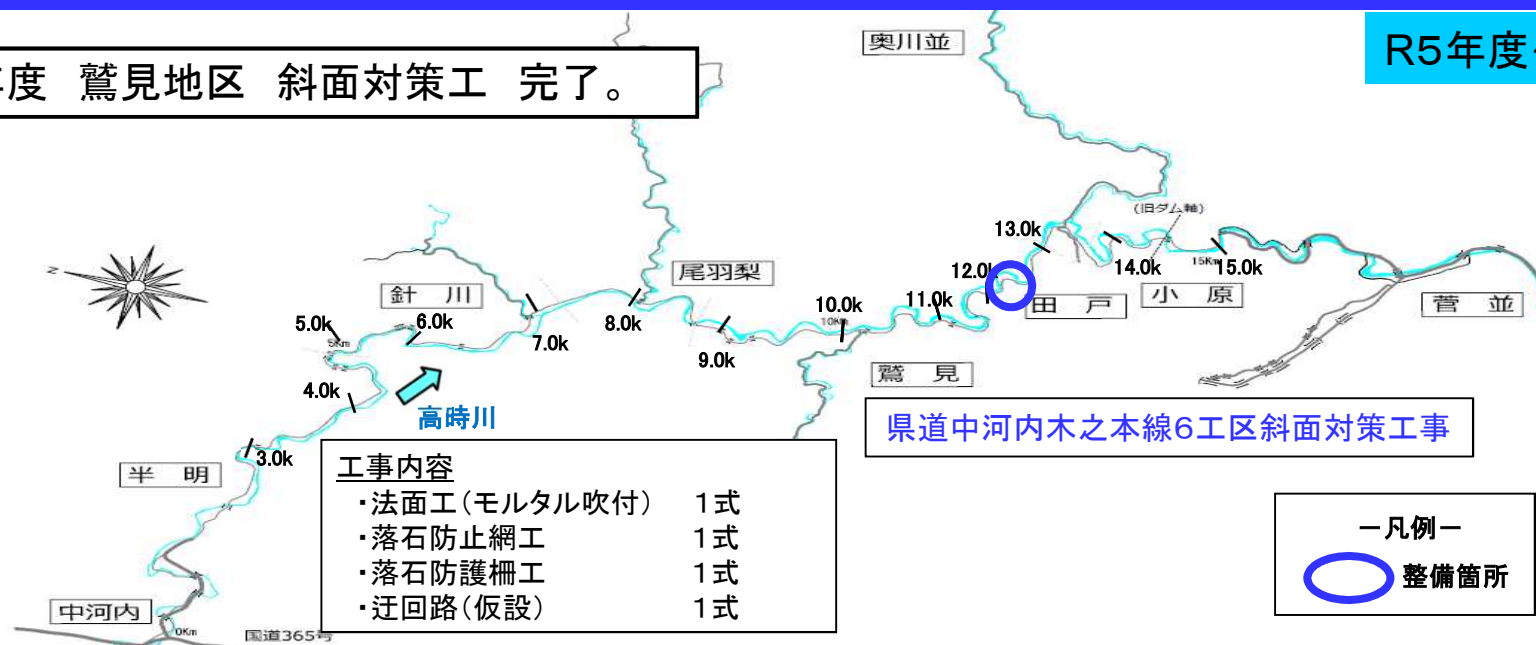 度 鷲見地区 斜面対策工 完了。
R5年度
奥川並
(旧ダム軸)
13.0k
12.0k
14.0k
15Km
15.0k
尾羽梨
田戸
小原
菅並
針川
5.0k
5Km
6.0k
7.0k
8.0k
9.0k
10.0k
10Km
11.0k
鷲見
4.0k
高時川
県道中河内木之本線6工区斜面対策工事
3.0k
半明
工事内容
・法面工(モルタル吹付) 1式
・落石防止網工 1式
・落石防護柵工 1式
・迂回路(仮設) 1式
-凡例-
整備箇所
中河内
0Km
国道365号
N